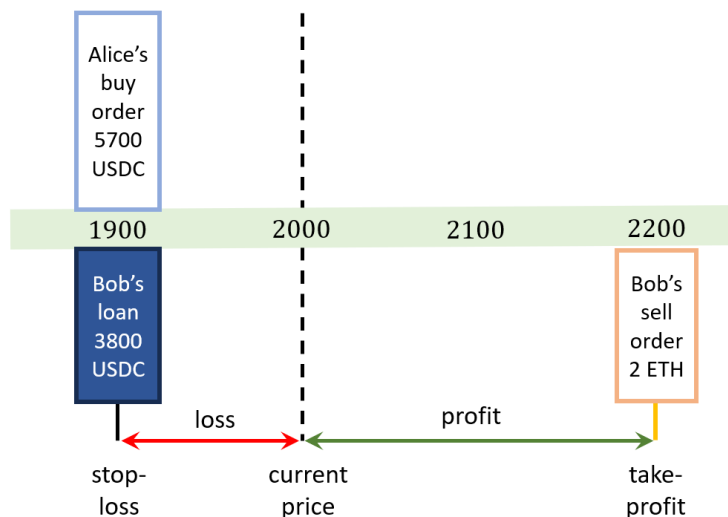 Alice’s
buy
order
5700
USDC
1900 2000 2100 2200
Bob’s
loan
3800
USDC
Bob’s
sell
order
2 ETH
loss
profit
stop-
loss
current
price
take-
profit